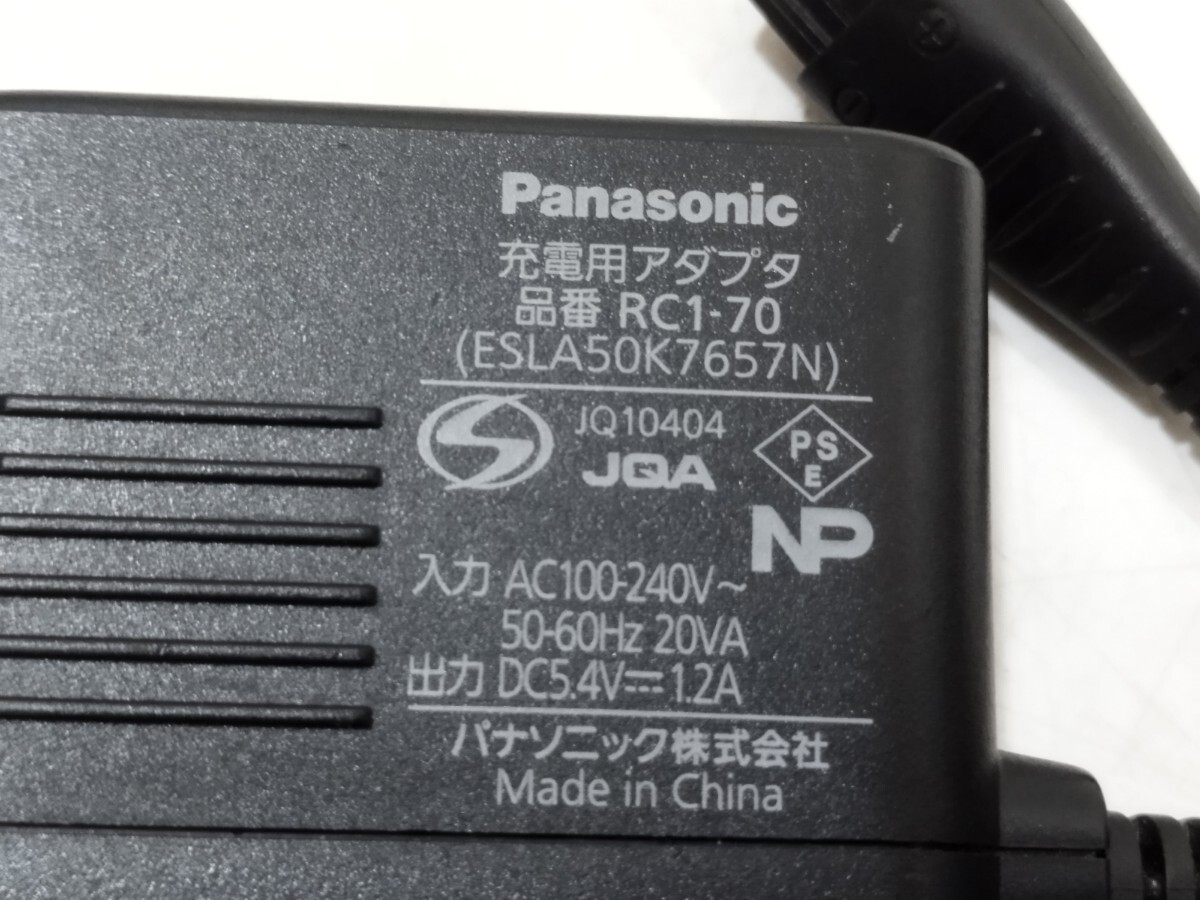 Panasonic
充電用アダプタ
品番 RC1-70
(ESLA50K7657N)
JQ10404
JQA
PS
E
NP
入力 AC100-240V～
50-60Hz 20VA
出力 DC5.4V⎓1.2A
パナソニック株式会社
Made in China